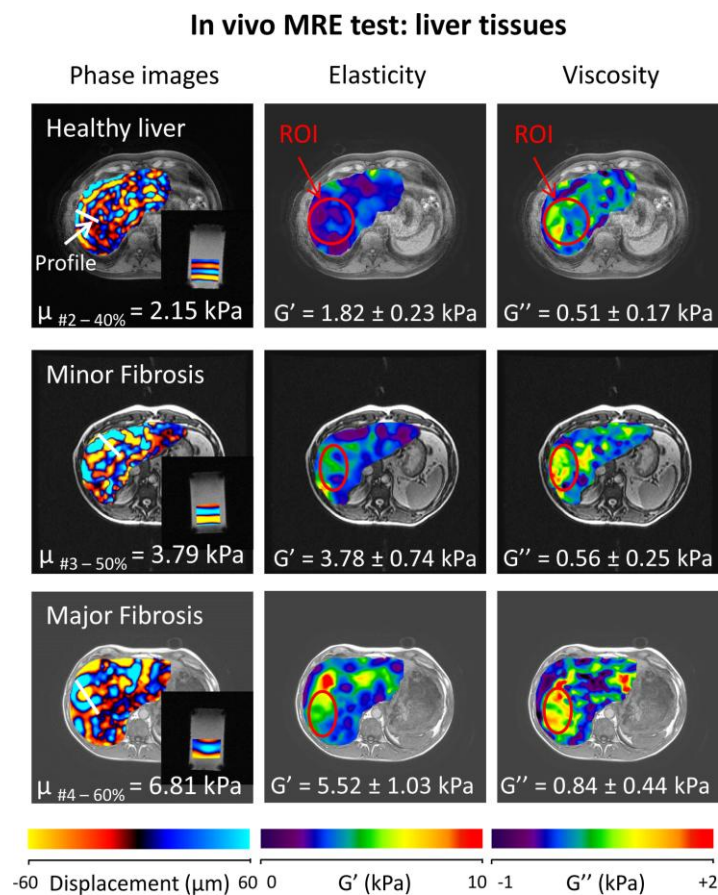 In vivo MRE test: liver tissues
Phase images Elasticity Viscosity
Healthy liver
ROI
ROI
Profile
μ #2 – 40% = 2.15 kPa
G’ = 1.82 ± 0.23 kPa
G’’ = 0.51 ± 0.17 kPa
Minor Fibrosis
μ #3 – 50% = 3.79 kPa
G’ = 3.78 ± 0.74 kPa
G’’ = 0.56 ± 0.25 kPa
Major Fibrosis
μ #4 – 60% = 6.81 kPa
G’ = 5.52 ± 1.03 kPa
G’’ = 0.84 ± 0.44 kPa
-60 Displacement (μm) 60
0 G’ (kPa) 10
-1 G’’ (kPa) +2